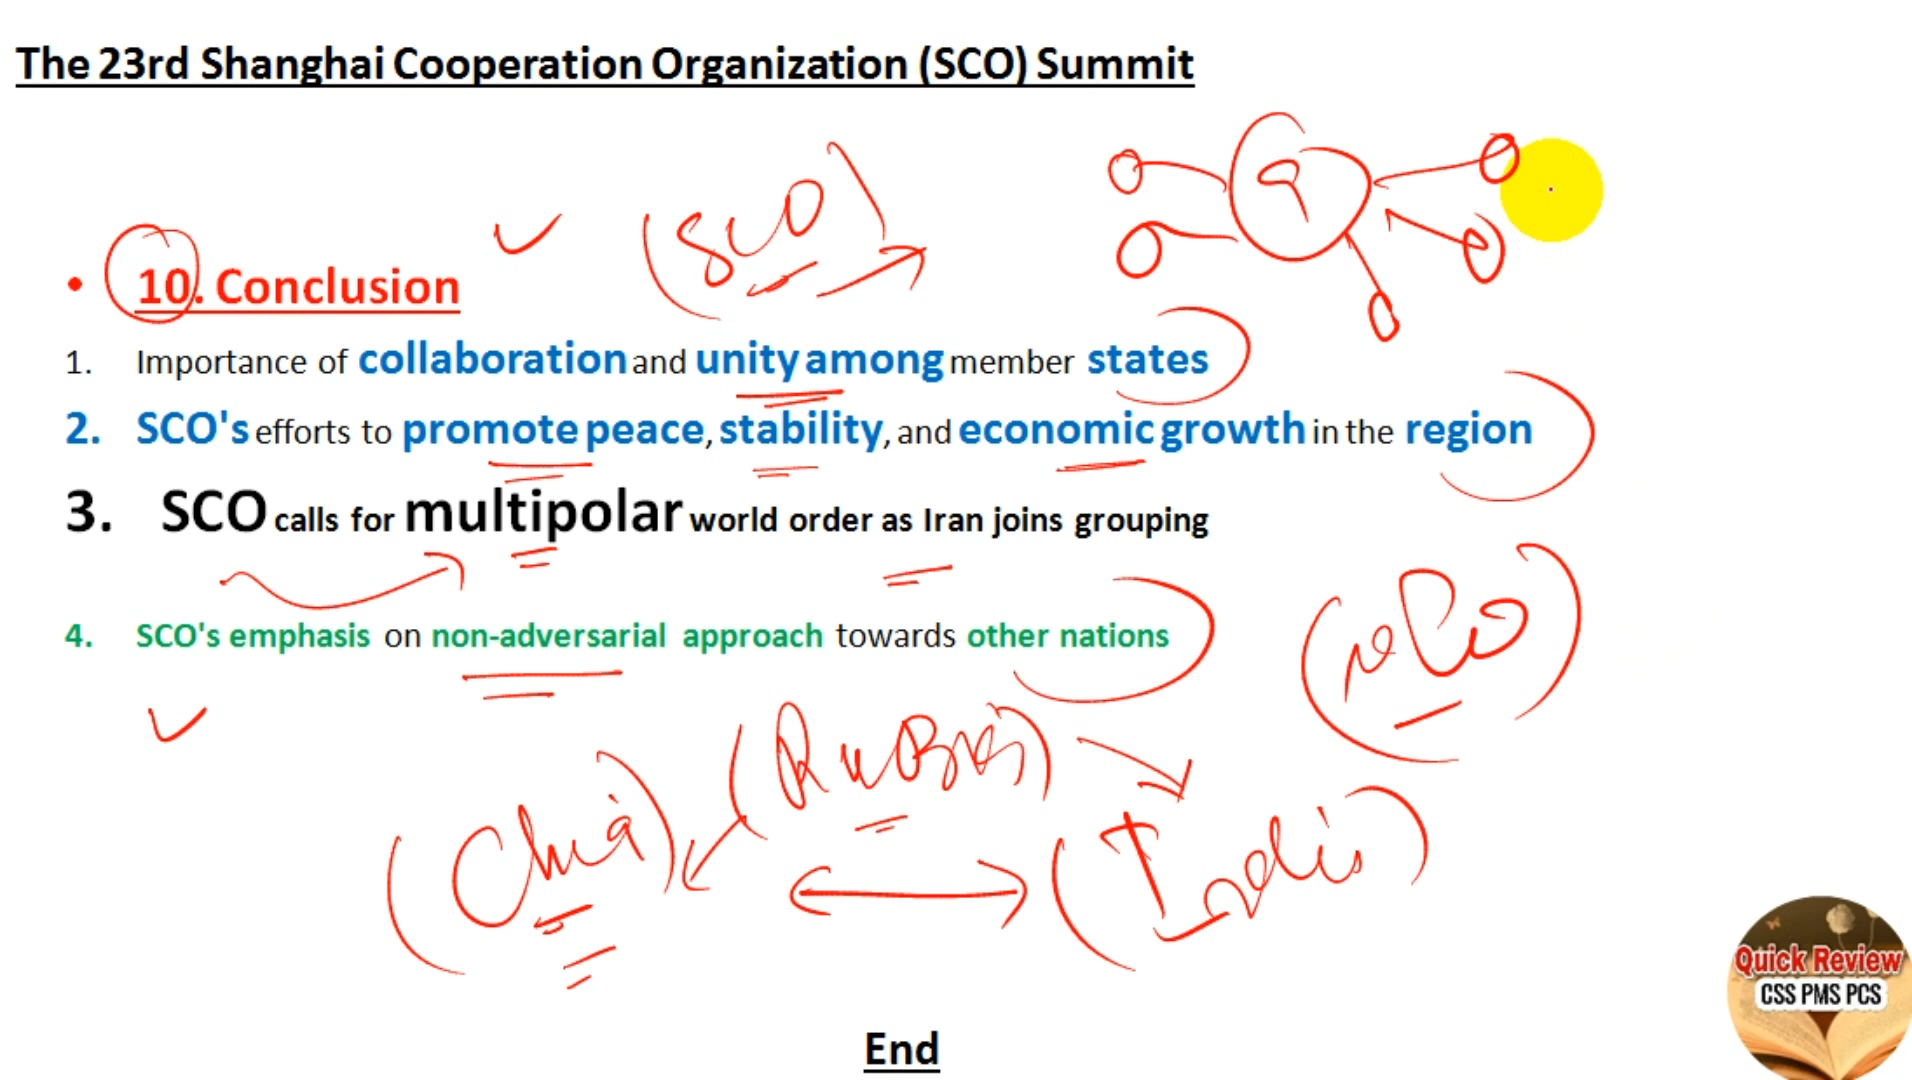 The 23rd Shanghai Cooperation Organization (SCO) Summit
9
(SCO)
• 10. Conclusion
1. Importance of collaboration and unity among member states
2. SCO's efforts to promote peace, stability, and economic growth in the region
3. SCO calls for multipolar world order as Iran joins grouping
4. SCO's emphasis on non-adversarial approach towards other nations
(Russia)
(China)
(India)
Quick Review
CSS PMS PCS
End